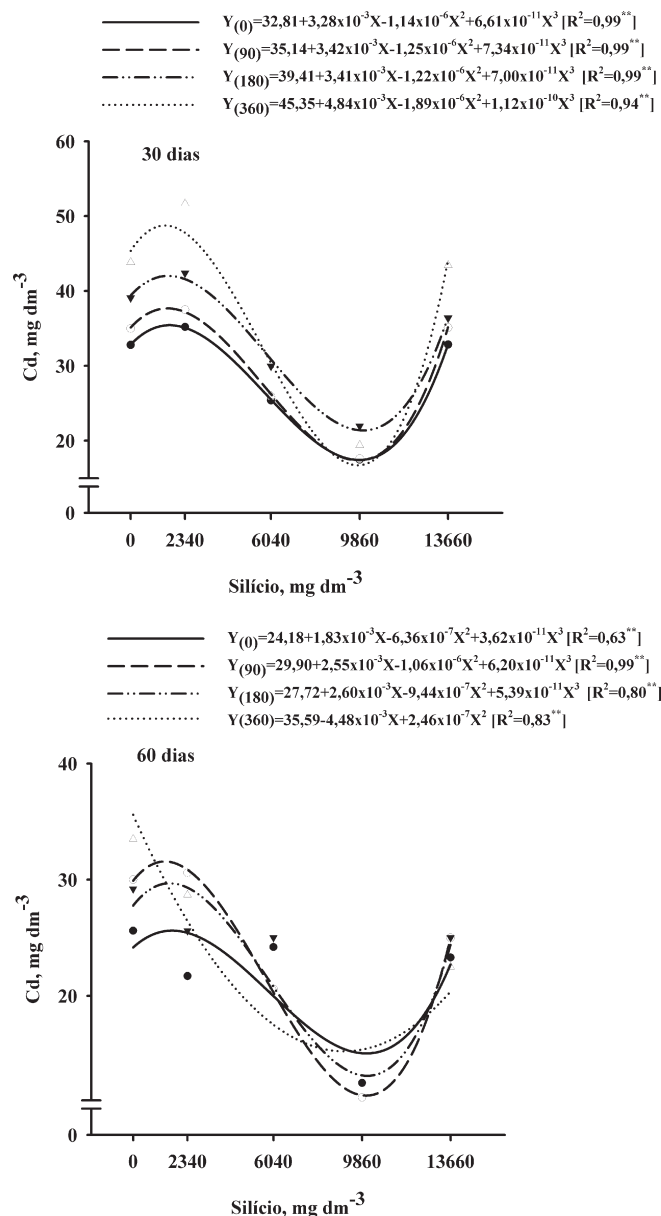 Y(0)=32,81+3,28x10-3X-1,14x10-6X2+6,61x10-11X3 [R2=0,99**]
Y(90)=35,14+3,42x10-3X-1,25x10-6X2+7,34x10-11X3 [R2=0,99**]
Y(180)=39,41+3,41x10-3X-1,22x10-6X2+7,00x10-11X3 [R2=0,99**]
Y(360)=45,35+4,84x10-3X-1,89x10-6X2+1,12x10-10X3 [R2=0,94**]
60
30 dias
50
40
30
20
0
Cd, mg dm-3
0 2340 6040 9860 13660
Silício, mg dm-3
Y(0)=24,18+1,83x10-3X-6,36x10-7X2+3,62x10-11X3 [R2=0,63**]
Y(90)=29,90+2,55x10-3X-1,06x10-6X2+6,20x10-11X3 [R2=0,99**]
Y(180)=27,72+2,60x10-3X-9,44x10-7X2+5,39x10-11X3 [R2=0,80**]
Y(360)=35,59-4,48x10-3X+2,46x10-7X2 [R2=0,83**]
60 dias
40
30
20
0
Cd, mg dm-3
0 2340 6040 9860 13660
Silício, mg dm-3